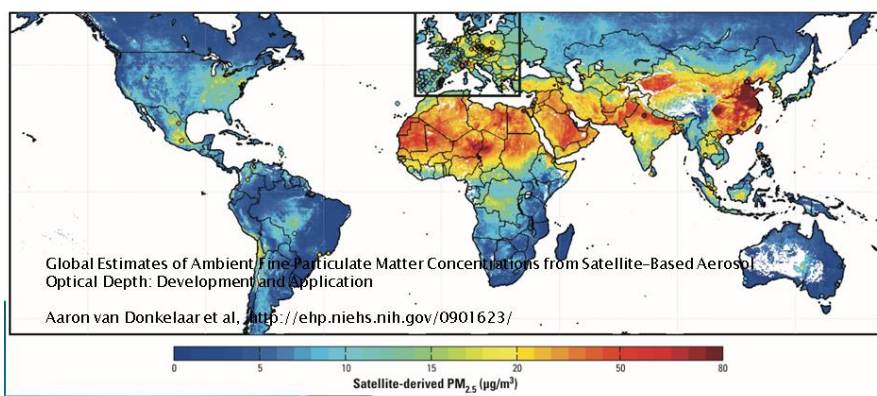 Global Estimates of Ambient Fine Particulate Matter Concentrations from Satellite-Based Aerosol
Optical Depth: Development and Application
Aaron van Donkelaar et al, http://ehp.niehs.nih.gov/0901623/
0 5 10 15 20 50 80
Satellite-derived PM2.5 (µg/m³)